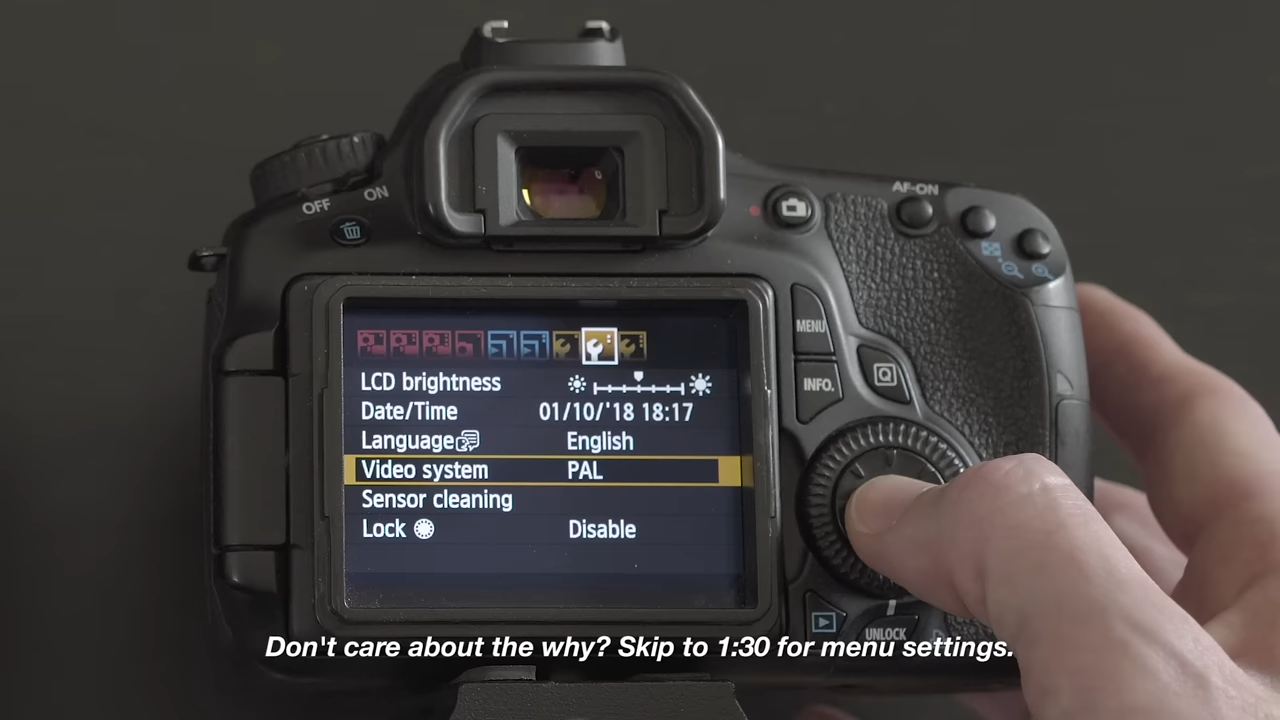 OFF
ON
AF-ON
MENU
INFO.
Q
LCD brightness
Date/Time 01/10/'18 18:17
Language English
Video system PAL
Sensor cleaning
Lock Disable
UNLOCK
Don't care about the why? Skip to 1:30 for menu settings.